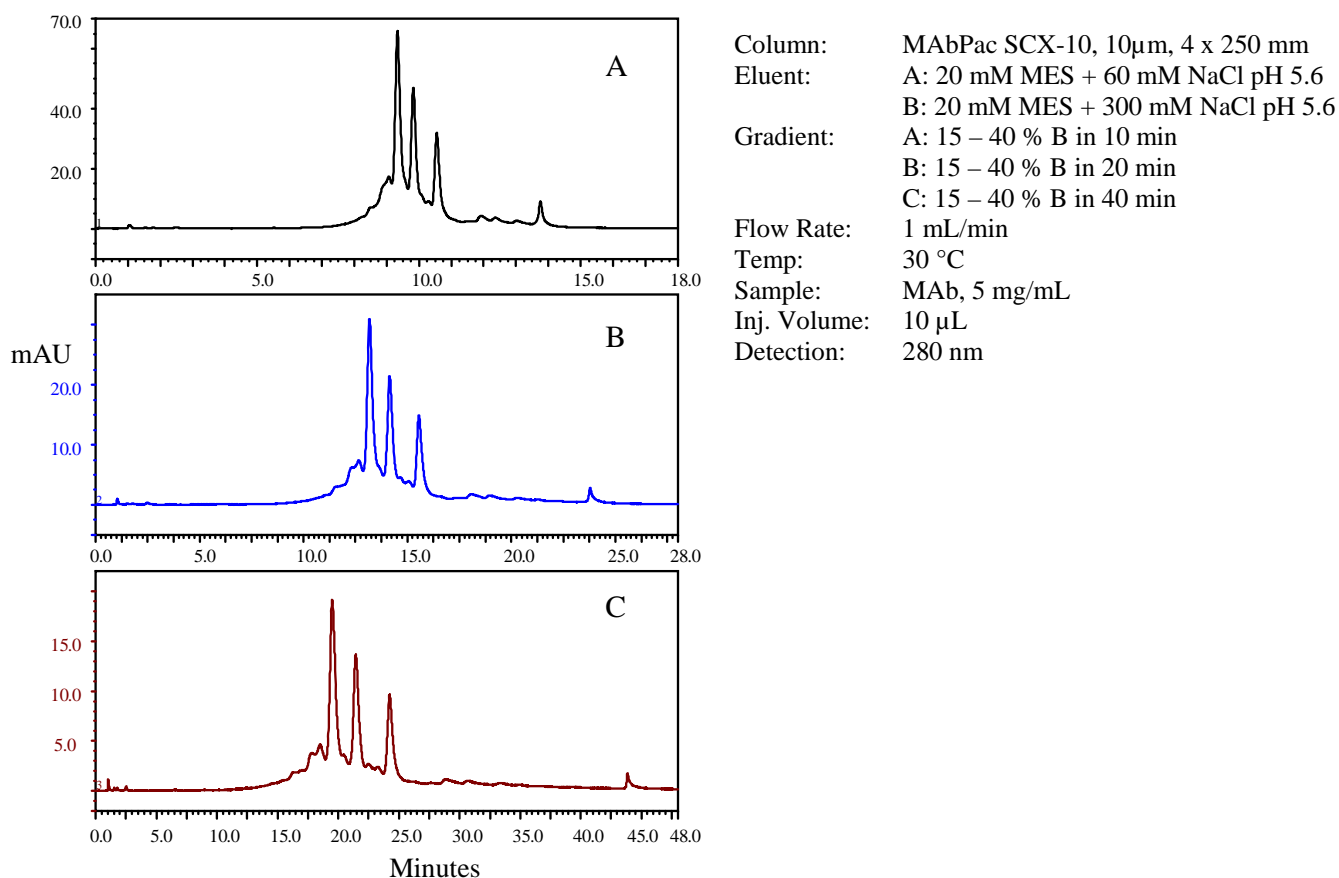 70.0
40.0
20.0
A
1
0.0 5.0 10.0 15.0 18.0
mAU
20.0
10.0
B
2
0.0 5.0 10.0 15.0 20.0 25.0 28.0
15.0
10.0
5.0
C
3
0.0 5.0 10.0 15.0 20.0 25.0 30.0 35.0 40.0 45.0 48.0
Minutes
Column: MAbPac SCX-10, 10µm, 4 x 250 mm
Eluent: A: 20 mM MES + 60 mM NaCl pH 5.6
B: 20 mM MES + 300 mM NaCl pH 5.6
Gradient: A: 15 – 40 % B in 10 min
B: 15 – 40 % B in 20 min
C: 15 – 40 % B in 40 min
Flow Rate: 1 mL/min
Temp: 30 °C
Sample: MAb, 5 mg/mL
Inj. Volume: 10 µL
Detection: 280 nm